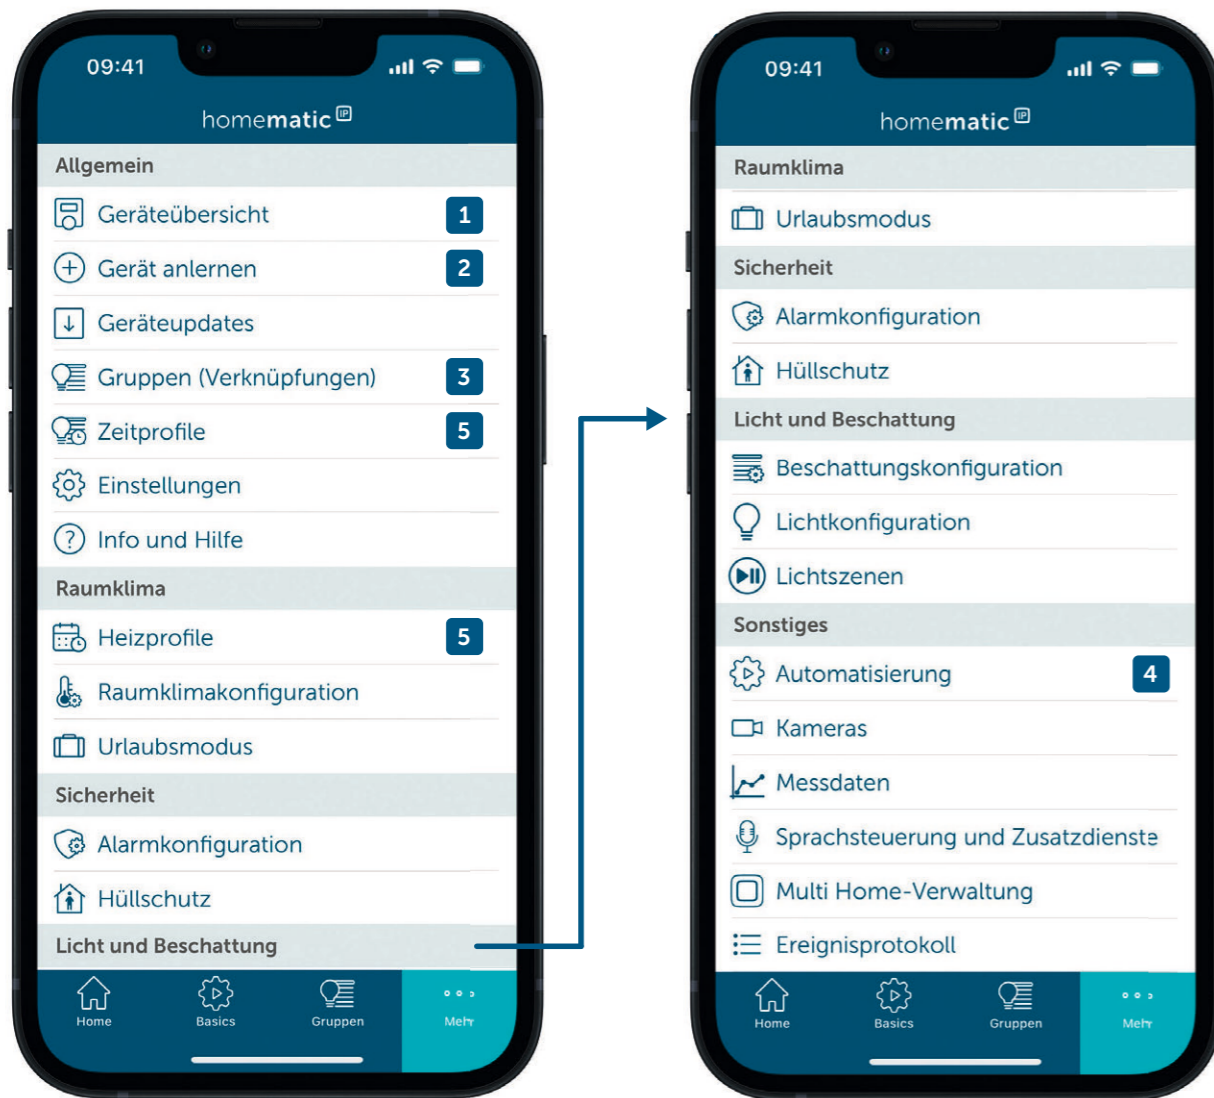 09:41
homematic IP
Allgemein
Geräteübersicht 1
Gerät anlernen 2
Geräteupdates
Gruppen (Verknüpfungen) 3
Zeitprofile 5
Einstellungen
? Info und Hilfe
Raumklima
Heizprofile 5
Raumklimakonfiguration
Urlaubsmodus
Sicherheit
Alarmkonfiguration
Hüllschutz
Licht und Beschattung
Home Basics Gruppen Mehr
09:41
homematic IP
Raumklima
Urlaubsmodus
Sicherheit
Alarmkonfiguration
Hüllschutz
Licht und Beschattung
Beschattungskonfiguration
Lichtkonfiguration
Lichtszenen
Sonstiges
Automatisierung 4
Kameras
Messdaten
Sprachsteuerung und Zusatzdienste
Multi Home-Verwaltung
Ereignisprotokoll
Home Basics Gruppen Mehr